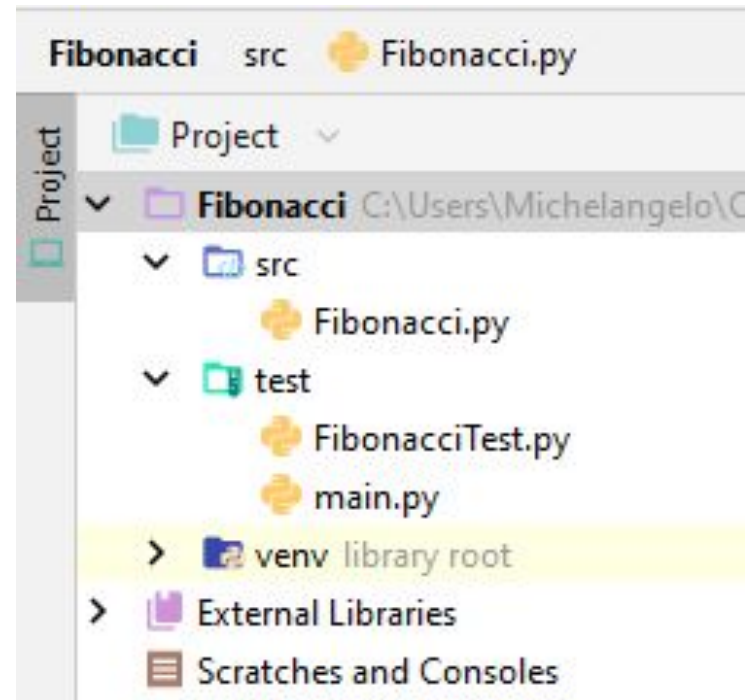 Fibonacci src Fibonacci.py
Project
Project
Fibonacci C:\Users\Michelangelo\
src
Fibonacci.py
test
FibonacciTest.py
main.py
venv library root
External Libraries
Scratches and Consoles